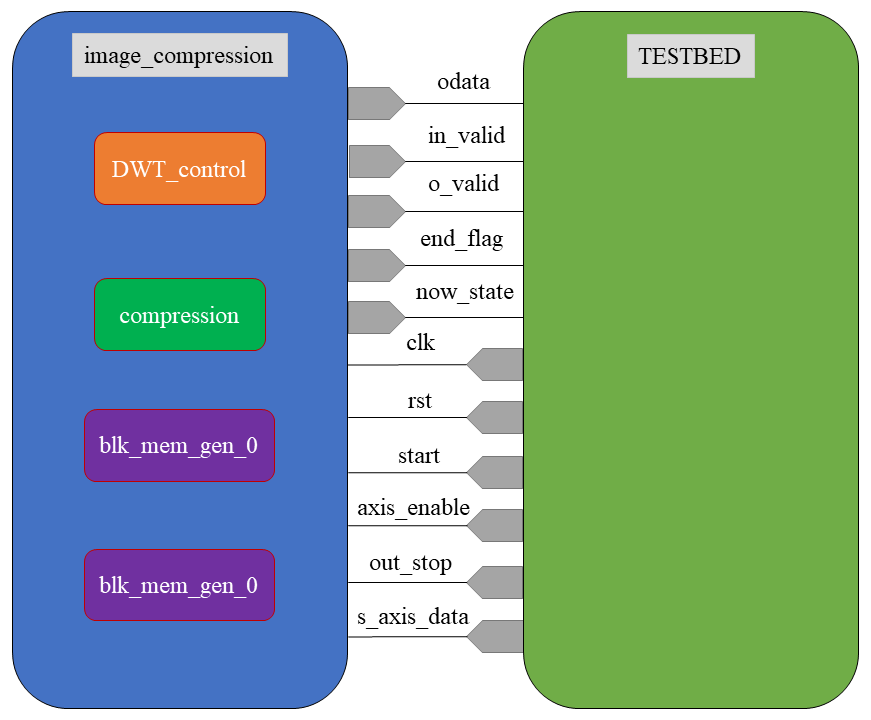 image_compression
DWT_control
compression
blk_mem_gen_0
blk_mem_gen_0
odata
in_valid
o_valid
end_flag
now_state
clk
rst
start
axis_enable
out_stop
s_axis_data
TESTBED